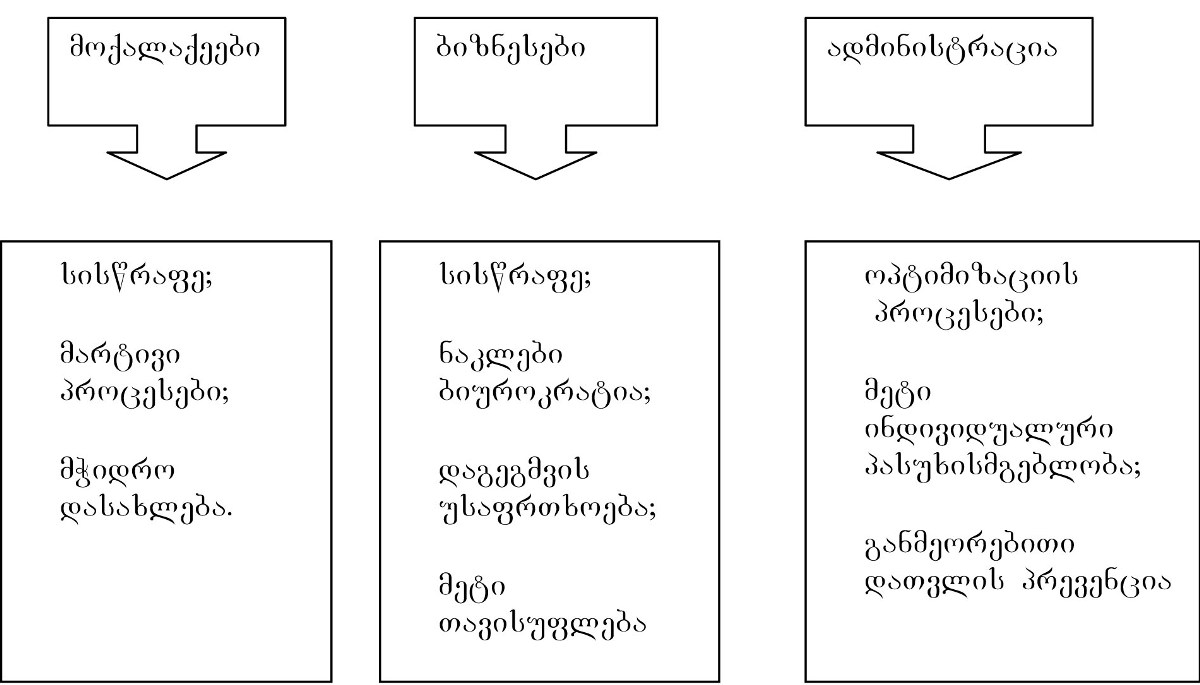 მოქალაქეები
სისწრაფე;
მარტივი
პროცესები;
მჭიდრო
დასახლება.
ბიზნესები
სისწრაფე;
ნაკლები
ბიუროკრატია;
დაგეგმვის
უსაფრთხოება;
მეტი
თავისუფლება
ადმინისტრაცია
ოპტიმიზაციის
პროცესები;
მეტი
ინდივიდუალური
პასუხისმგებლობა;
განმეორებითი
დათვლის პრევენცია